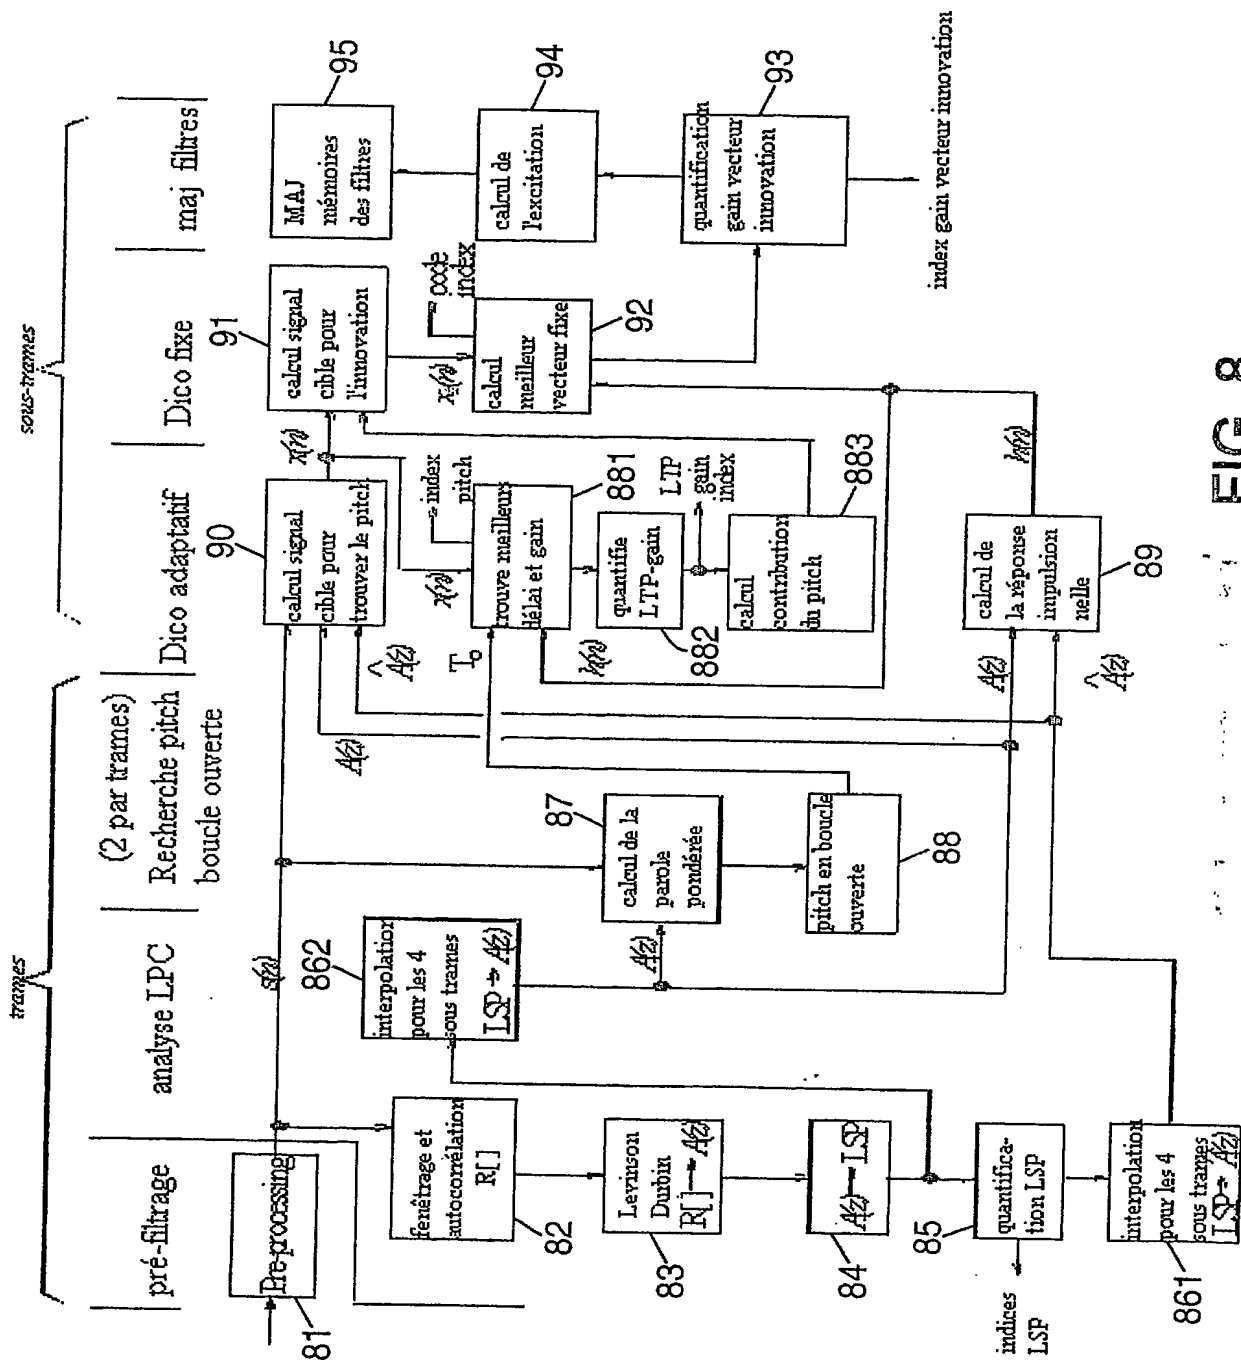 trames
sous-trames
pré-filtrage
analyse LPC
(2 par trames)
Recherche pitch
boucle ouverte
Dico adaptatif
Dico fixe
maj filtres
Pre-processing
81
s(n)
fenêtrage et
autocorrélation
R[]
82
Levinson
Durbin
R[] → A(z)
83
A(z) → LSP
84
quantifica-
tion LSP
85
indices
LSP
interpolation
pour les 4
sous trames
LSP → A(z)
861
interpolation
pour les 4
sous trames
LSP → A(z)
862
A(z)
calcul de la
parole
pondérée
87
pitch en boucle
ouverte
88
T₀
A(z)
Â(z)
calcul signal
cible pour
trouver le pitch
90
x(n)
x(n)
index
pitch
trouve meilleurs
délai et gain
881
h(n)
quantifie
LTP-gain
882
LTP
gain
index
calcul
contribution
du pitch
883
A(z)
Â(z)
calcul de
la réponse
impulsion
nelle
89
h(n)
calcul signal
cible pour
l'innovation
91
x₂(n)
code
index
calcul
meilleur
vecteur fixe
92
quantification
gain vecteur
innovation
93
index gain vecteur innovation
calcul de
l'excitation
94
MAJ
mémoires
des filtres
95
FIG_8